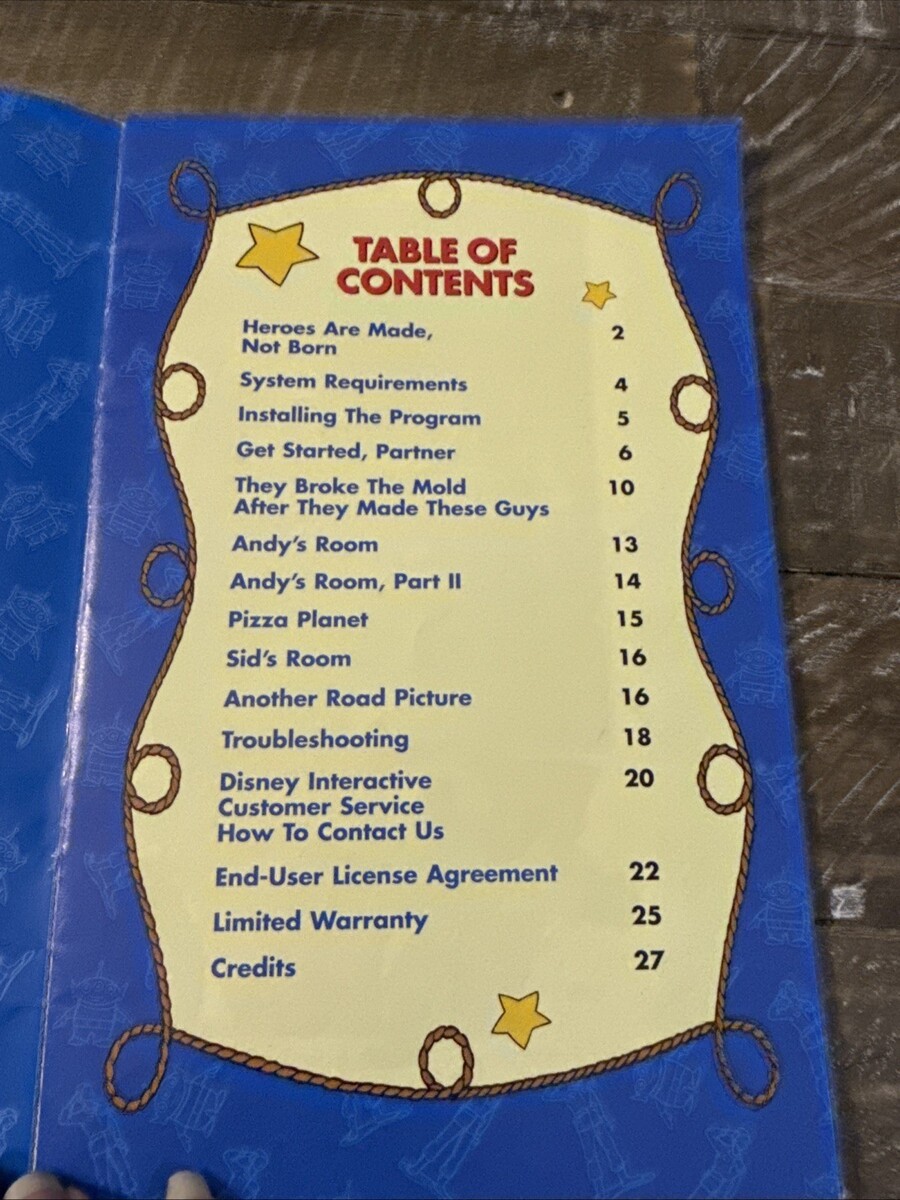 TABLE OF
CONTENTS
Heroes Are Made,
Not Born 2
System Requirements 4
Installing The Program 5
Get Started, Partner 6
They Broke The Mold 10
After They Made These Guys
Andy's Room 13
Andy's Room, Part II 14
Pizza Planet 15
Sid's Room 16
Another Road Picture 16
Troubleshooting 18
Disney Interactive 20
Customer Service
How To Contact Us
End-User License Agreement 22
Limited Warranty 25
Credits 27